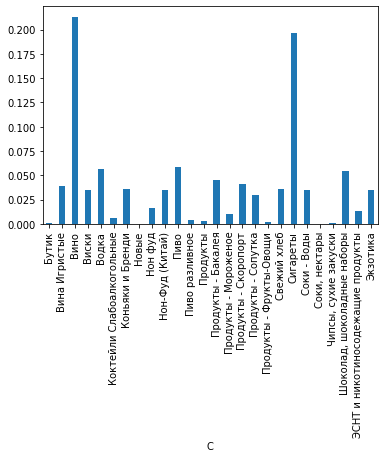 0.200
0.175
0.150
0.125
0.100
0.075
0.050
0.025
0.000
Бутик
Вина Игристые
Вино
Виски
Водка
Коктейли Слабоалкогольные
Коньяки и Бренди
Новые
Нон фуд
Нон-Фуд (Китай)
Пиво
Пиво разливное
Продукты
Продукты - Бакалея
Продукты - Мороженое
Продукты - Скоропорт
Продукты - Сопутка
Продукты - Фрукты-Овощи
Свежий хлеб
Сигареты
Соки - Воды
Соки, нектары
Чипсы, сухие закуски
Шоколад, шоколадные наборы
ЭСНТ и никотиносодежащие продукты
Экзотика
C